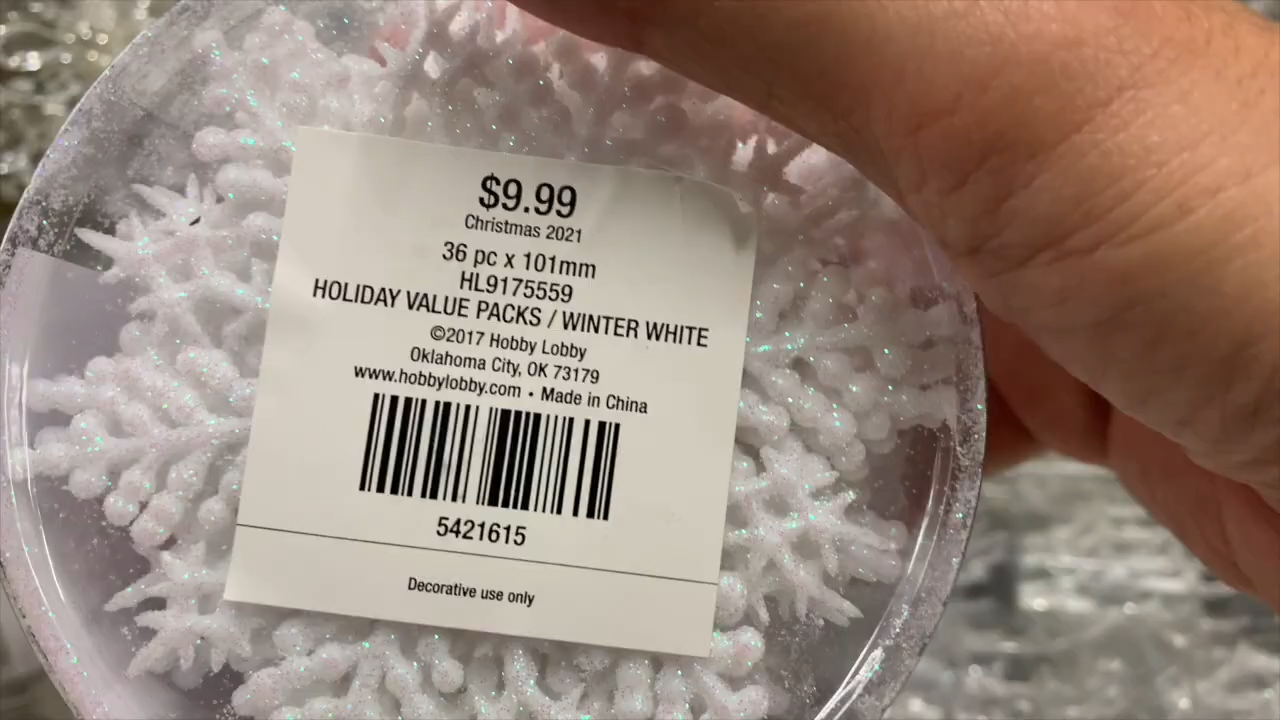 $9.99
Christmas 2021
36 pc x 101mm
HL9175559
HOLIDAY VALUE PACKS / WINTER WHITE
©2017 Hobby Lobby
Oklahoma City, OK 73179
www.hobbylobby.com • Made in China
5421615
Decorative use only